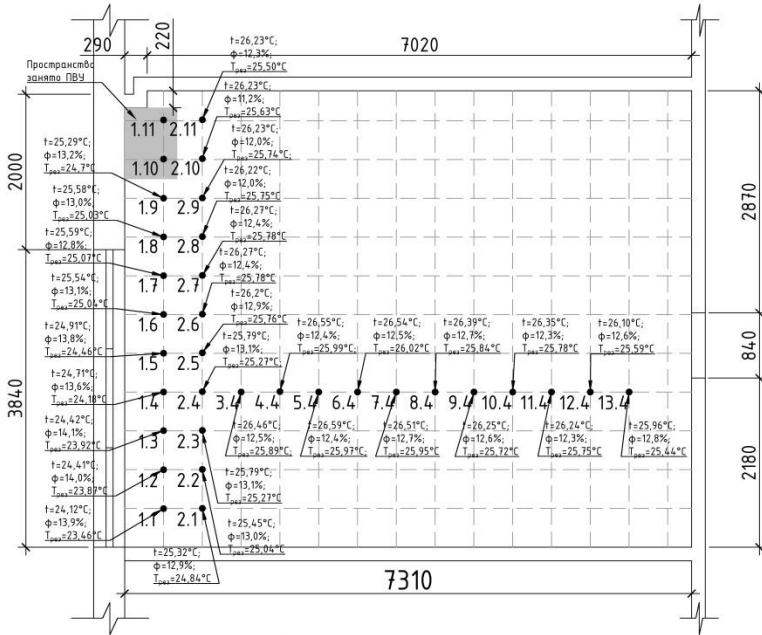 290
220
7020
Пространство
занято ПВУ
t=26,23°C;
φ=12,3%;
Tрез=25,50°C
t=26,23°C;
φ=11,2%;
Tрез=25,63°C
t=26,23°C;
φ=12,0%;
Tрез=25,74°C
t=26,22°C;
φ=12,0%;
Tрез=25,75°C
t=26,27°C;
φ=12,4%;
Tрез=25,78°C
t=26,27°C;
φ=12,4%;
Tрез=25,78°C
t=26,2°C;
φ=12,9%;
Tрез=25,76°C
t=25,79°C;
φ=13,1%;
Tрез=25,27°C
1.11 2.11
1.10 2.10
1.9 2.9
1.8 2.8
1.7 2.7
1.6 2.6
1.5 2.5
1.4 2.4 3.4 4.4 5.4 6.4 7.4 8.4 9.4 10.4 11.4 12.4 13.4
1.3 2.3
1.2 2.2
1.1 2.1
t=25,29°C;
φ=13,2%;
Tрез=24,7°C
t=25,58°C;
φ=13,0%;
Tрез=25,03°C
t=25,59°C;
φ=12,8%;
Tрез=25,07°C
t=25,54°C;
φ=13,1%;
Tрез=25,04°C
t=24,91°C;
φ=13,8%;
Tрез=24,46°C
t=24,71°C;
φ=13,6%;
Tрез=24,18°C
t=24,42°C;
φ=14,1%;
Tрез=23,92°C
t=24,41°C;
φ=14,0%;
Tрез=23,87°C
t=24,12°C;
φ=13,9%;
Tрез=23,46°C
t=26,55°C;
φ=12,4%;
Tрез=25,99°C
t=26,54°C;
φ=12,5%;
Tрез=26,02°C
t=26,39°C;
φ=12,7%;
Tрез=25,84°C
t=26,35°C;
φ=12,3%;
Tрез=25,78°C
t=26,10°C;
φ=12,6%;
Tрез=25,59°C
t=26,46°C;
φ=12,5%;
Tрез=25,89°C
t=26,59°C;
φ=12,4%;
Tрез=25,97°C
t=26,51°C;
φ=12,7%;
Tрез=25,95°C
t=26,25°C;
φ=12,6%;
Tрез=25,72°C
t=26,24°C;
φ=12,3%;
Tрез=25,75°C
t=25,96°C;
φ=12,8%;
Tрез=25,44°C
t=25,79°C;
φ=13,1%;
Tрез=25,27°C
t=25,45°C;
φ=13,0%;
Tрез=25,04°C
t=25,32°C;
φ=12,9%;
Tрез=24,84°C
2000
3840
2870
840
2180
7310